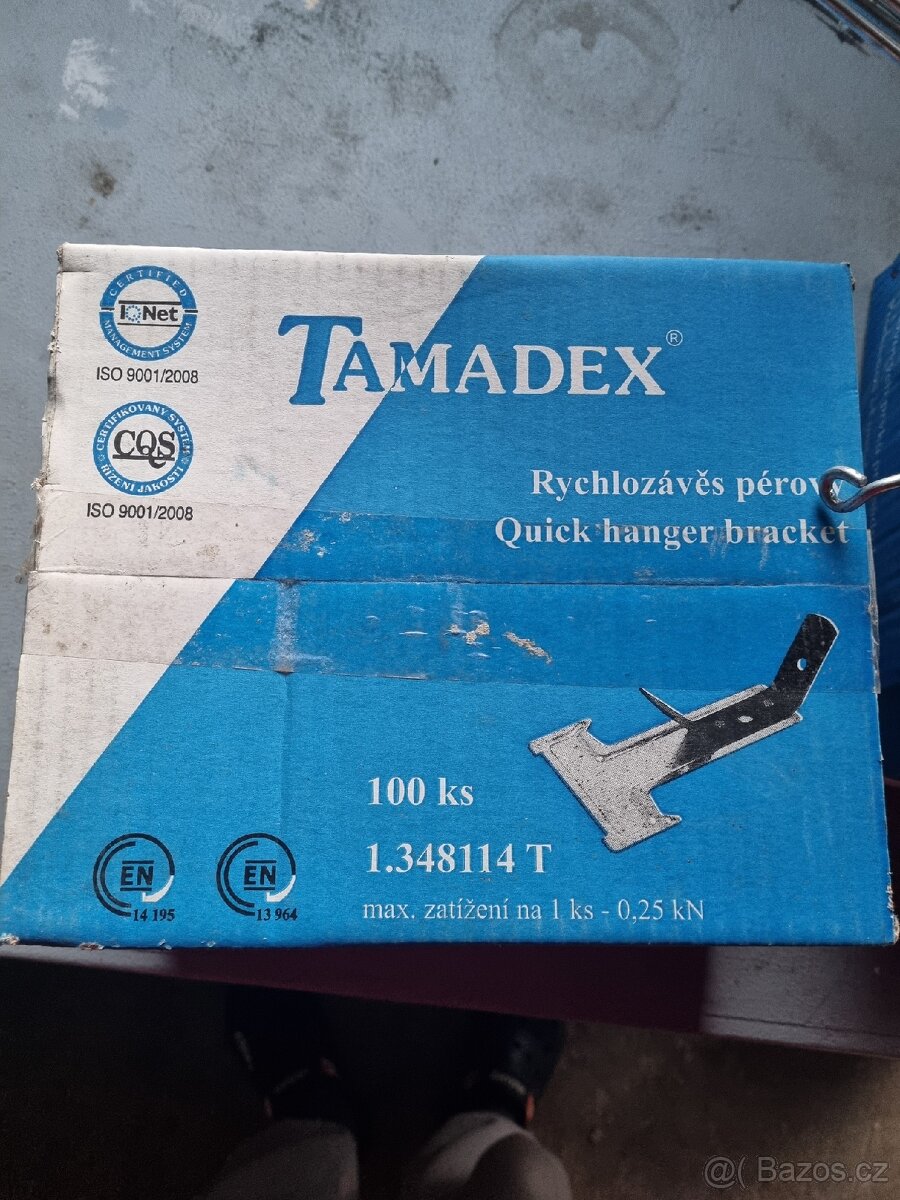 CERTIFIED
IQNet
MANAGEMENT SYSTEM
ISO 9001/2008
TAMADEX®
CERTIFIKOVANÝ SYSTÉM
CQS
ŘÍZENÍ JAKOSTI
ISO 9001/2008
Rychlozávěs pérový
Quick hanger bracket
100 ks
1.348114 T
max. zatížení na 1 ks - 0,25 kN
EN
14 195
EN
13 964
@( Bazos.cz